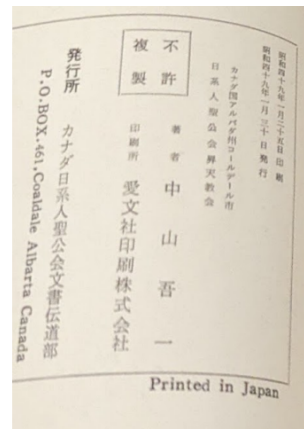 昭和四十九年一月二十五日印刷
昭和四十九年一月三十日発行
カナダ国アルバダ州コールデール市
日系人聖公会昇天教会
著者 中山吾一
印刷所 愛文社印刷株式会社
不許
複製
発行所 カナダ日系人聖公会文書伝道部
P.O.BOX.461,Coaldale Albarta Canada
Printed in Japan